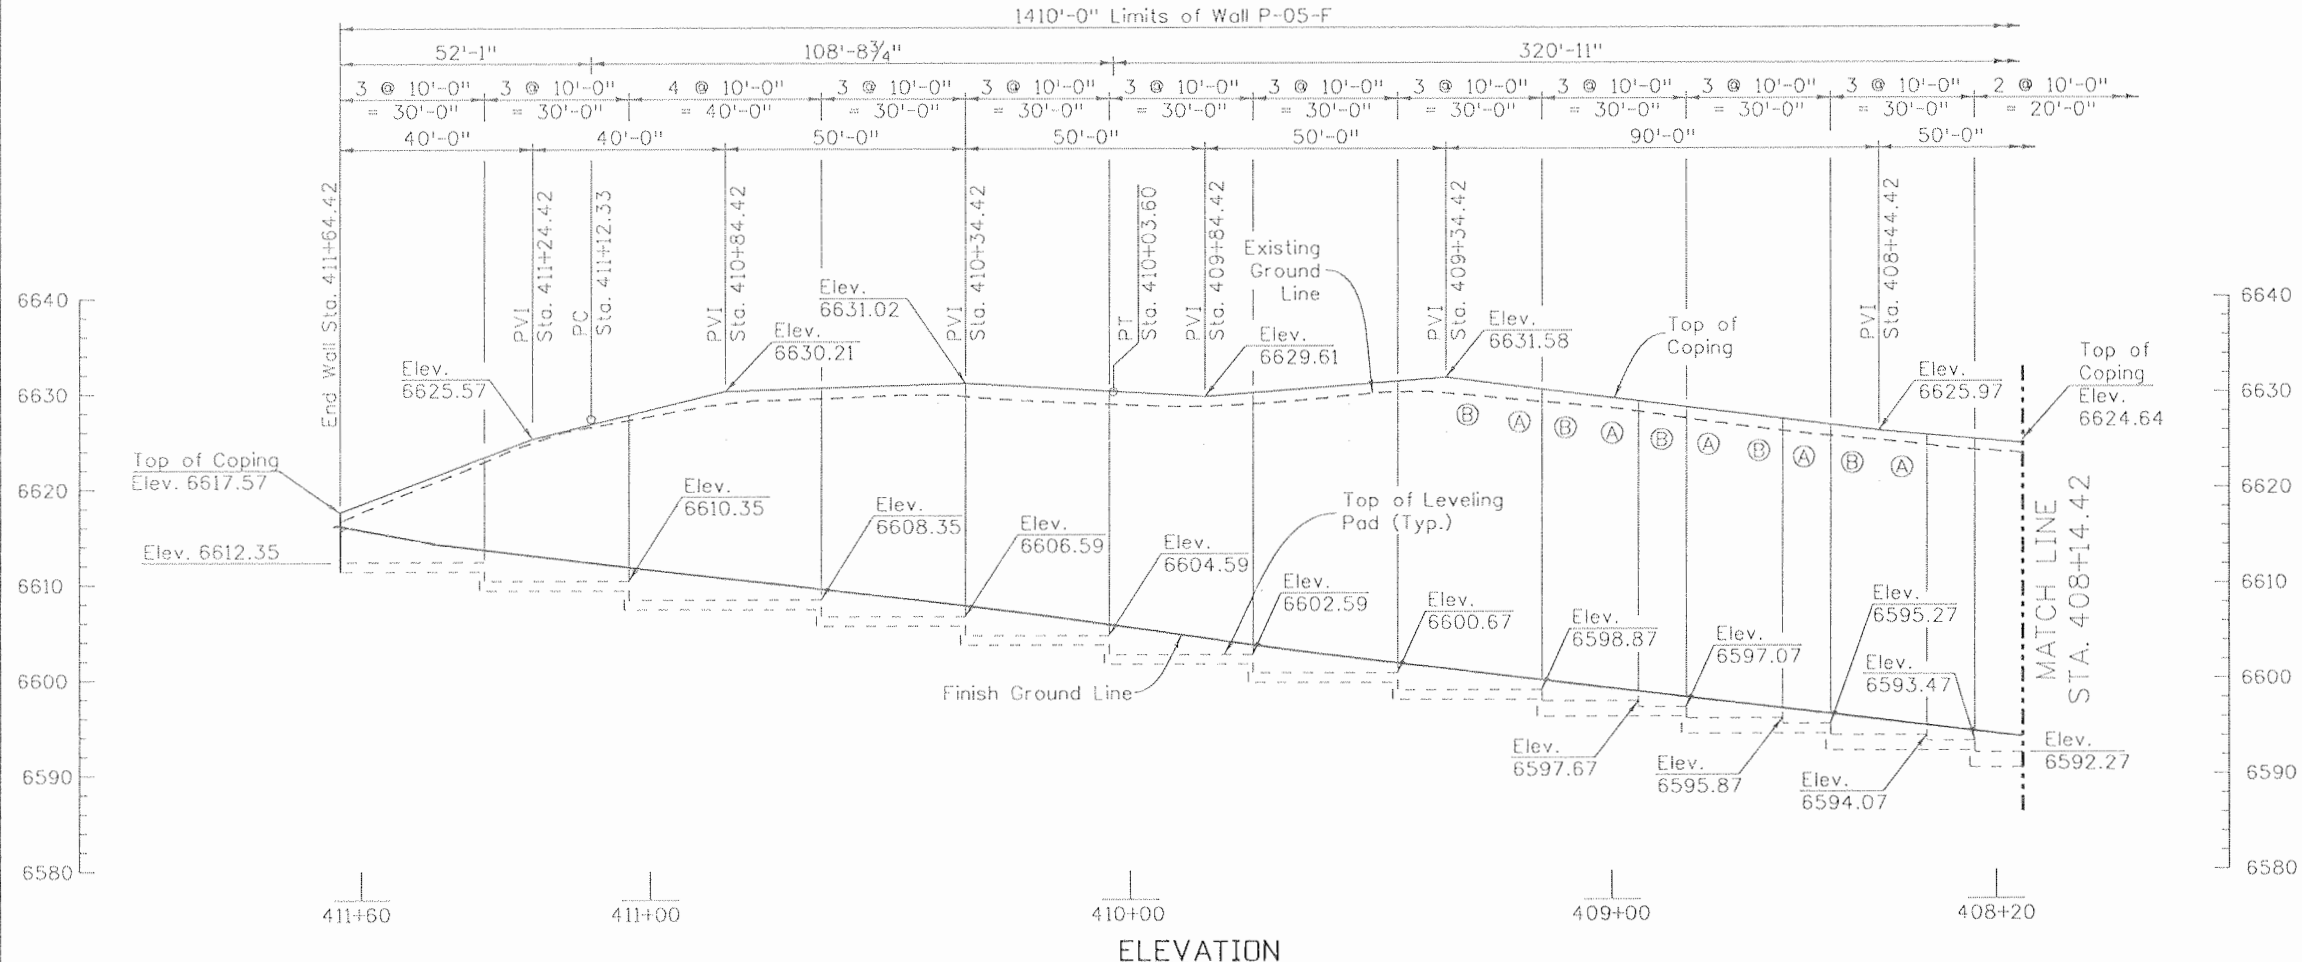 1410'-0" Limits of Wall P-05-F
52'-1" 108'-8¾" 320'-11"
3 @ 10'-0" 3 @ 10'-0" 4 @ 10'-0" 3 @ 10'-0" 3 @ 10'-0" 3 @ 10'-0" 3 @ 10'-0" 3 @ 10'-0" 3 @ 10'-0" 3 @ 10'-0" 3 @ 10'-0" 2 @ 10'-0"
= 30'-0" = 30'-0" = 40'-0" = 30'-0" = 30'-0" = 30'-0" = 30'-0" = 30'-0" = 30'-0" = 30'-0" = 30'-0" = 20'-0"
40'-0" 40'-0" 50'-0" 50'-0" 50'-0" 90'-0" 50'-0"
End Wall Sta. 411+64.42
PVI
Sta. 411+24.42
PC
Sta. 411+12.33
PVI
Sta. 410+84.42
PVI
Sta. 410+34.42
PT
Sta. 410+03.60
PVI
Sta. 409+84.42
PVI
Sta. 409+34.42
PVI
Sta. 408+44.42
Existing
Ground
Line
6640
6630
6620
6610
6600
6590
6580
Elev.
6625.57
Elev.
6630.21
Elev.
6631.02
Elev.
6629.61
Elev.
6631.58
Top of
Coping
Elev.
6625.97
Top of
Coping
Elev.
6624.64
B A B A B A B A B A
Top of Coping
Elev. 6617.57
Elev. 6612.35
Elev.
6610.35
Elev.
6608.35
Elev.
6606.59
Elev.
6604.59
Top of Leveling
Pad (Typ.)
Elev.
6602.59
Elev.
6600.67
Elev.
6598.87
Elev.
6597.07
Elev.
6595.27
Elev.
6593.47
Finish Ground Line
Elev.
6597.67
Elev.
6595.87
Elev.
6594.07
Elev.
6592.27
MATCH LINE
STA. 408+14.42
6640
6630
6620
6610
6600
6590
6580
411+60 411+00 410+00 409+00 408+20
ELEVATION